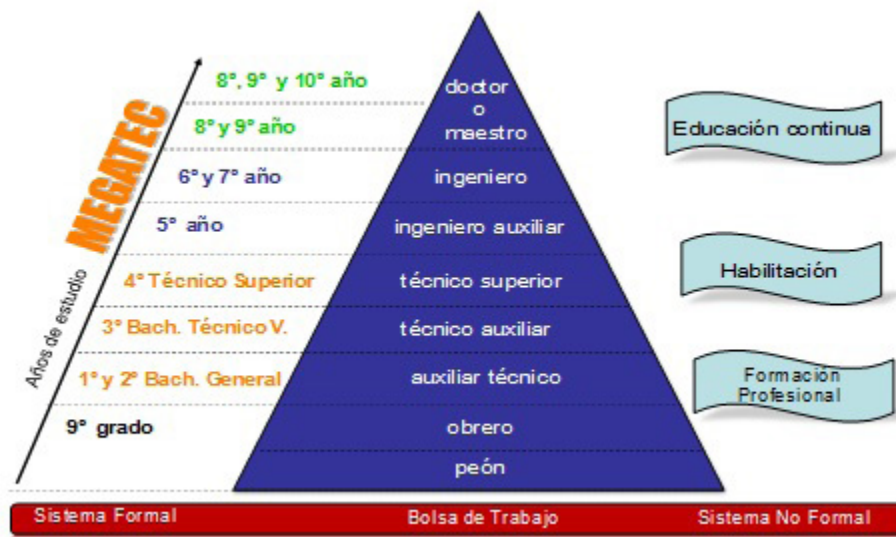 MEGATEC
Años de estudio
8°, 9° y 10° año
8° y 9° año
6° y 7° año
5° año
4° Técnico Superior
3° Bach. Técnico V.
1° y 2° Bach. General
9° grado
doctor
o
maestro
ingeniero
ingeniero auxiliar
técnico superior
técnico auxiliar
auxiliar técnico
obrero
peón
Educación continua
Habilitación
Formación
Profesional
Sistema Formal
Bolsa de Trabajo
Sistema No Formal